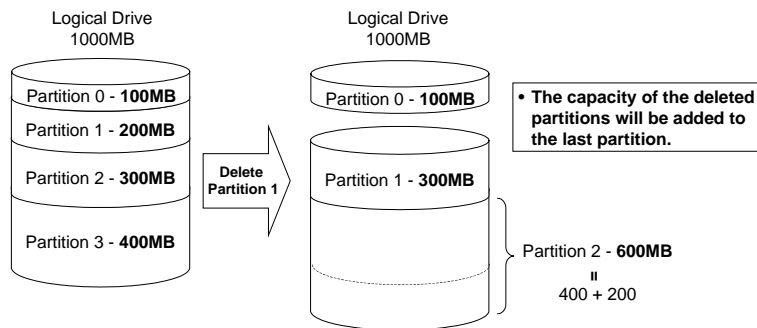 Logical Drive
1000MB
Partition 0 - 100MB
Partition 1 - 200MB
Partition 2 - 300MB
Partition 3 - 400MB
Delete
Partition 1
Logical Drive
1000MB
Partition 0 - 100MB
Partition 1 - 300MB
Partition 2 - 600MB
=
400 + 200
• The capacity of the deleted
partitions will be added to
the last partition.